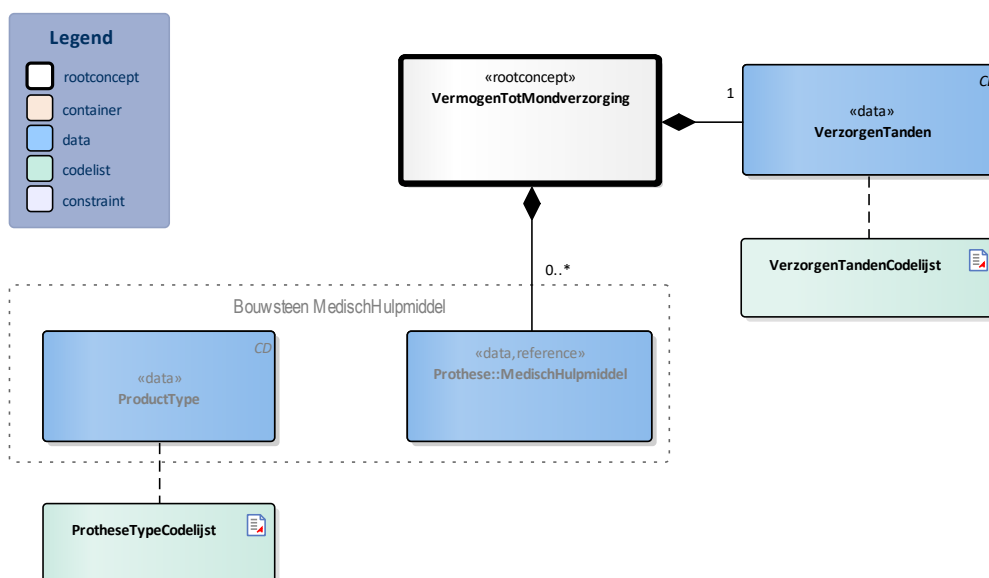 Legend
rootconcept
container
data
codelist
constraint
«rootconcept»
VermogenTotMondverzorging
1
«data»
VerzorgenTanden
VerzorgenTandenCodelijst
0..*
Bouwsteen MedischHulpmiddel
CD
«data»
ProductType
«data,reference»
Prothese::MedischHulpmiddel
ProtheseTypeCodelijst